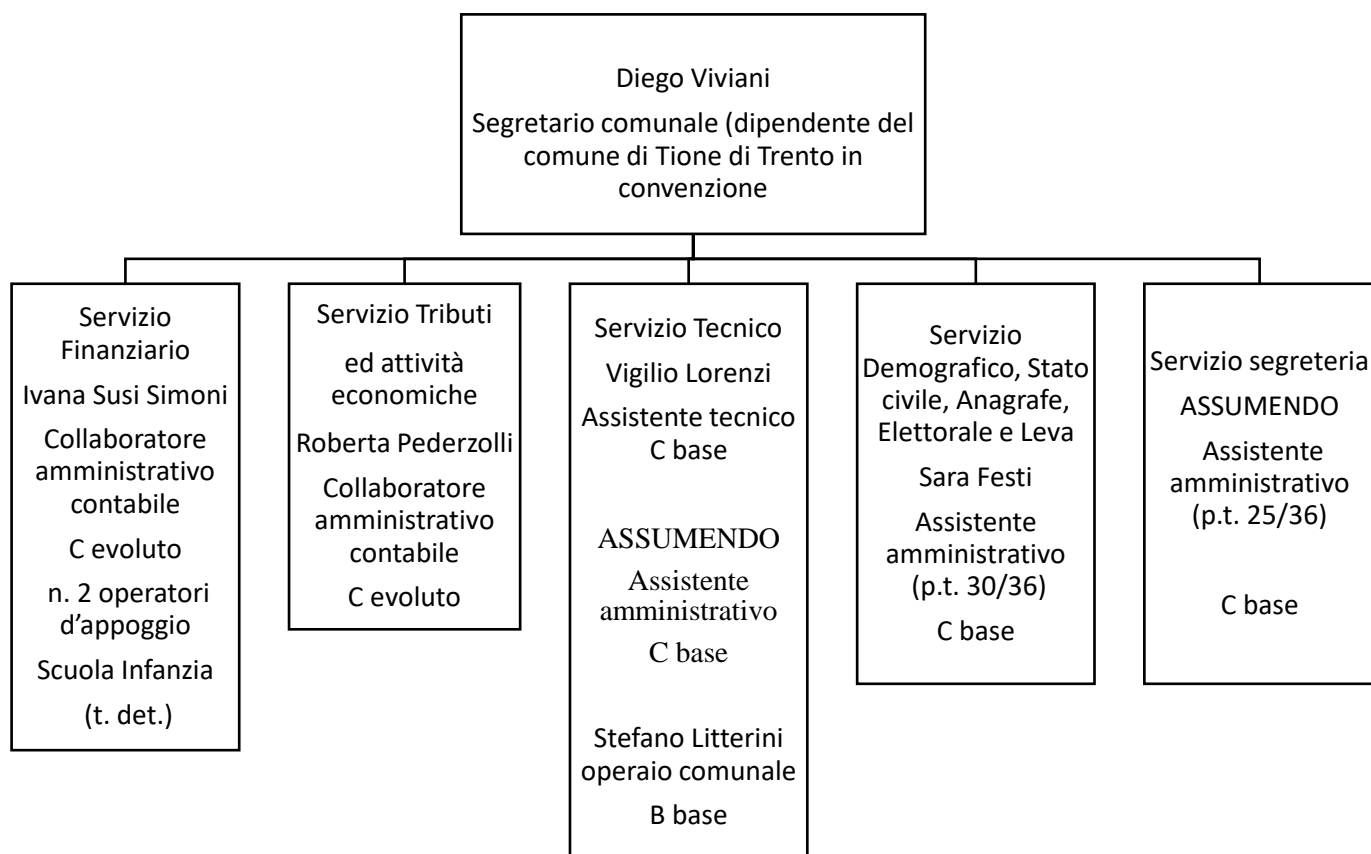 Diego Viviani
Segretario comunale (dipendente del
comune di Tione di Trento in
convenzione
Servizio
Finanziario
Ivana Susi Simoni
Collaboratore
amministrativo
contabile
C evoluto
n. 2 operatori
d’appoggio
Scuola Infanzia
(t. det.)
Servizio Tributi
ed attività
economiche
Roberta Pederzolli
Collaboratore
amministrativo
contabile
C evoluto
Servizio Tecnico
Vigilio Lorenzi
Assistente tecnico
C base
ASSUMENDO
Assistente
amministrativo
C base
Stefano Litterini
operaio comunale
B base
Servizio
Demografico, Stato
civile, Anagrafe,
Elettorale e Leva
Sara Festi
Assistente
amministrativo
(p.t. 30/36)
C base
Servizio segreteria
ASSUMENDO
Assistente
amministrativo
(p.t. 25/36)
C base